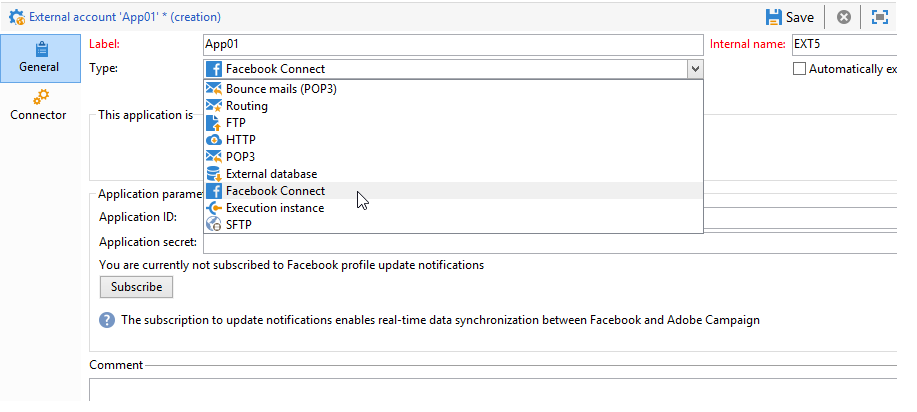 External account 'App01' * (creation)
Save
General
Connector
Label:
App01
Internal name:
EXT5
Type:
Facebook Connect
Automatically
Bounce mails (POP3)
Routing
FTP
HTTP
POP3
External database
Facebook Connect
Execution instance
SFTP
This application is
Application
Application ID:
Application secret:
You are currently not subscribed to Facebook profile update notifications
Subscribe
The subscription to update notifications enables real-time data synchronization between Facebook and Adobe Campaign
Comment